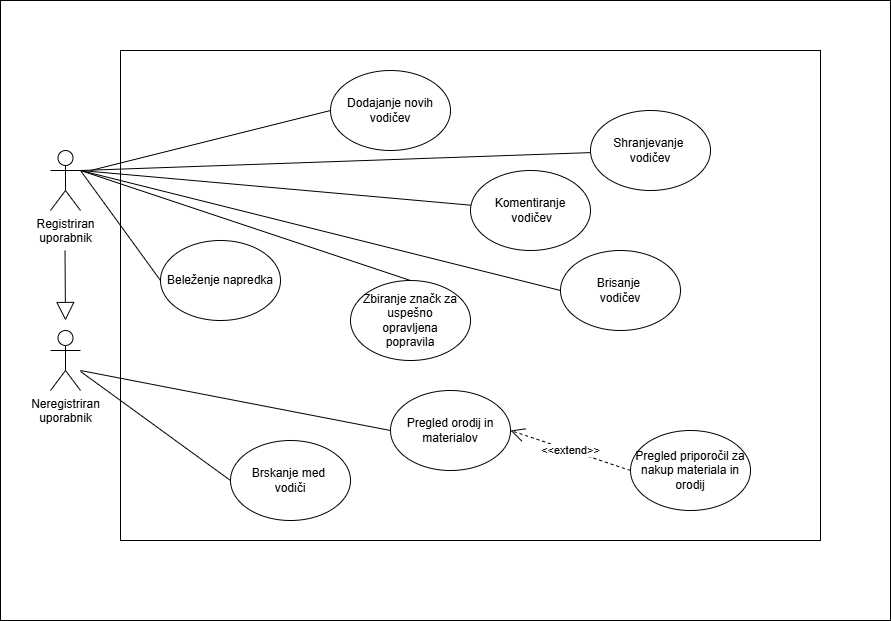 Dodajanje novih
vodičev
Shranjevanje
vodičev
Komentiranje
vodičev
Registriran
uporabnik
Beleženje napredka
Brisanje
vodičev
Zbiranje značk za
uspešno
opravljena
popravila
Neregistriran
uporabnik
Pregled orodij in
materialov
<<extend>>
Pregled priporočil za
nakup materiala in
orodij
Brskanje med
vodiči